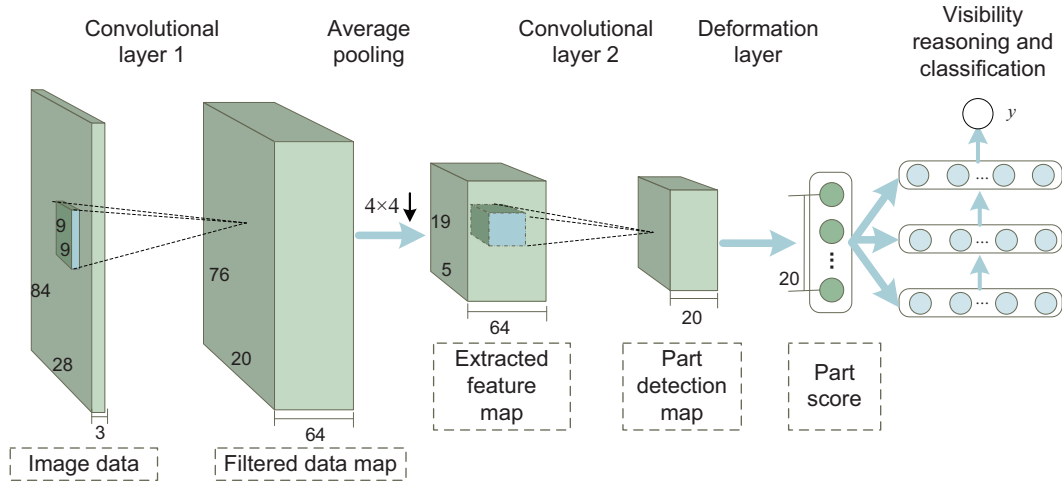 Convolutional
layer 1
Average
pooling
Convolutional
layer 2
Deformation
layer
Visibility
reasoning and
classification
y
4×4
9
9
84
28
3
76
20
64
19
5
64
20
20
...
...
...
...
Image data
Filtered data map
Extracted
feature
map
Part
detection
map
Part
score